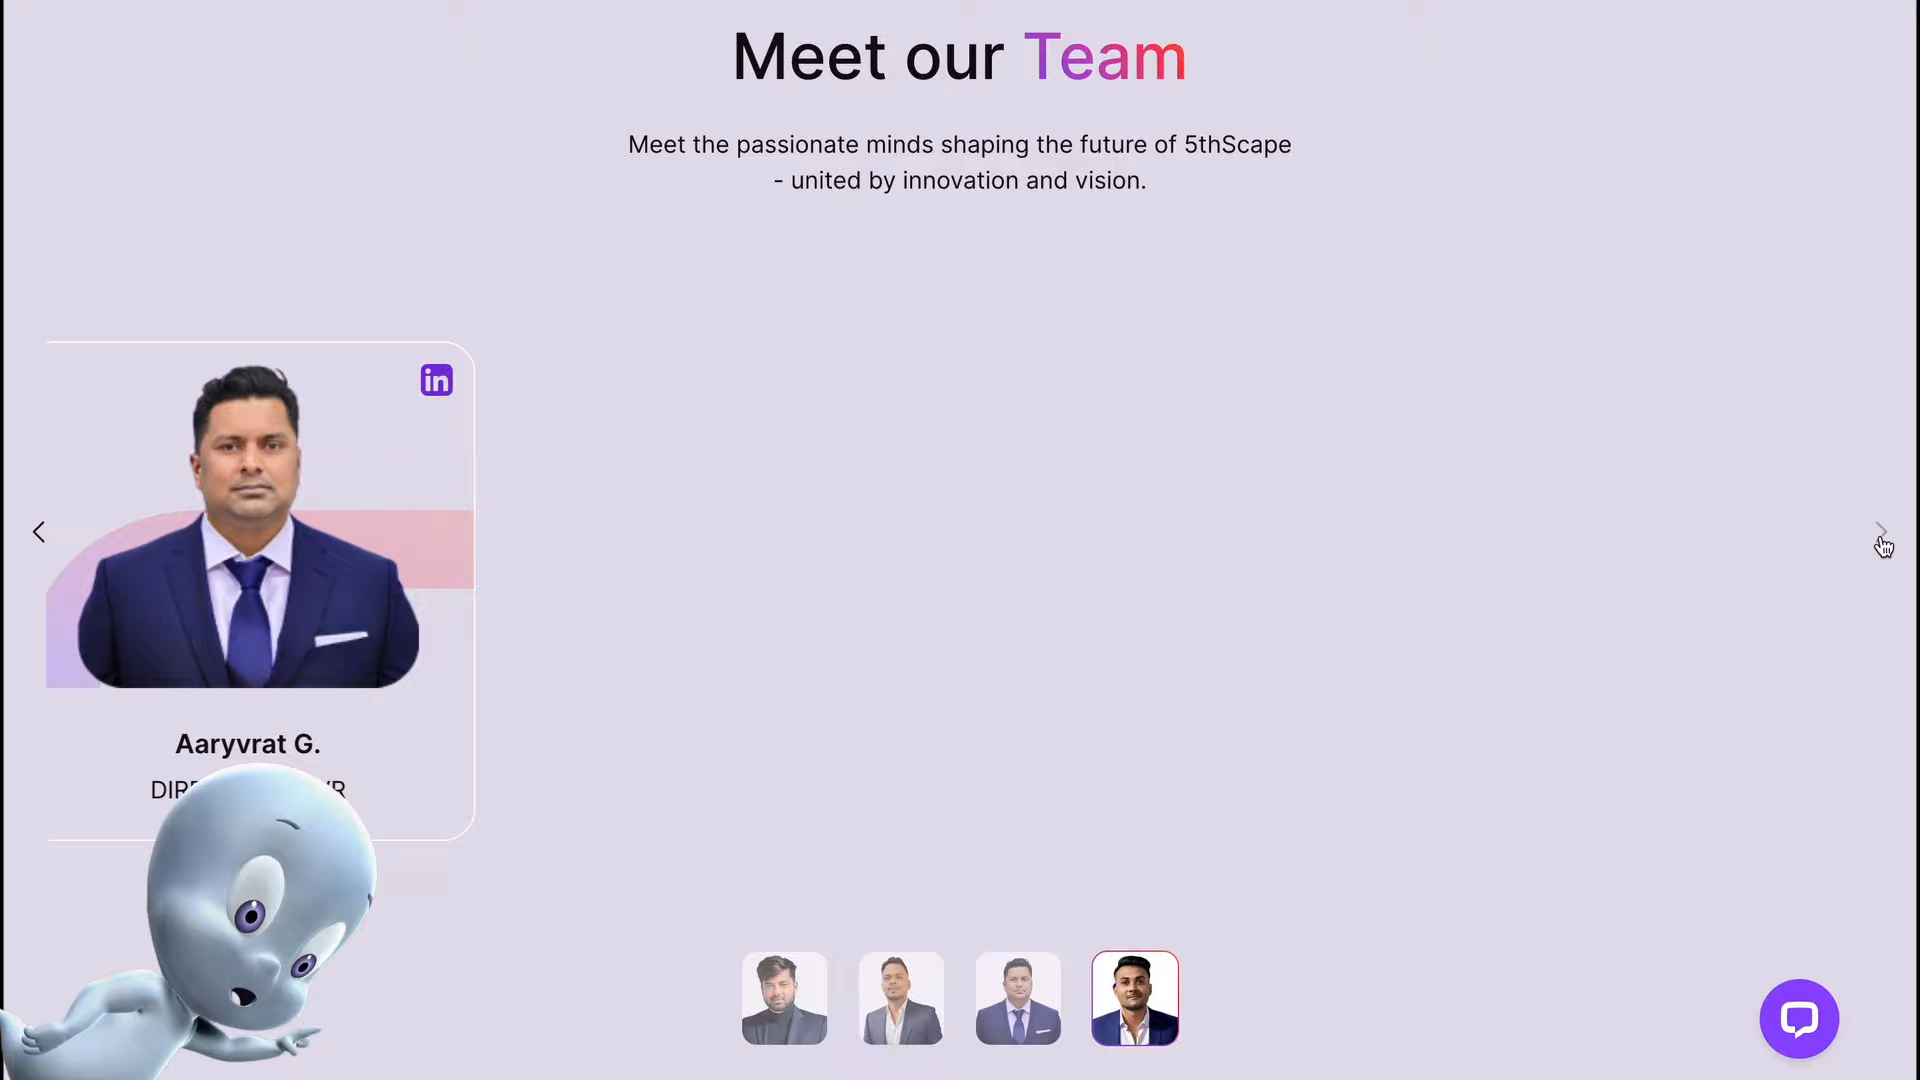 Meet our Team
Meet the passionate minds shaping the future of 5thScape
- united by innovation and vision.
in
Aaryvrat G.